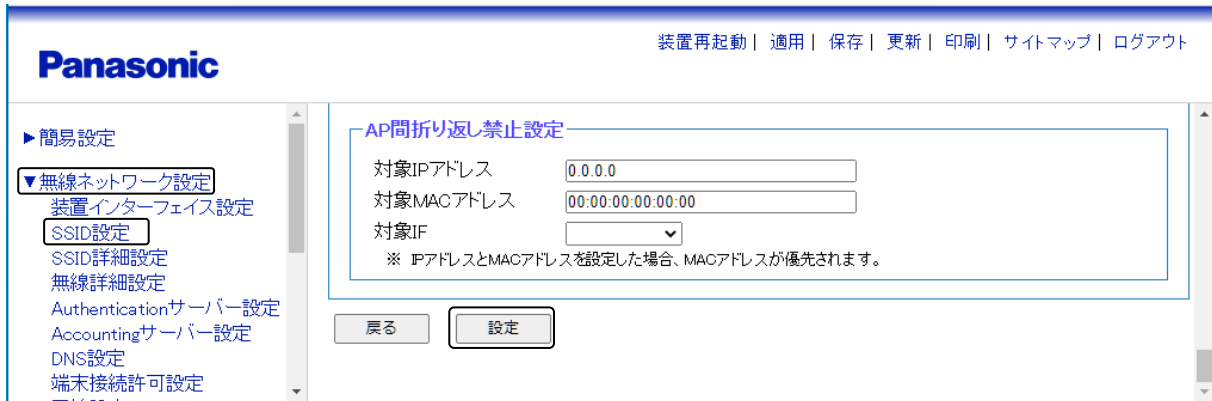 装置再起動| 適用| 保存| 更新| 印刷| サイトマップ| ログアウト
Panasonic
▶簡易設定
▼無線ネットワーク設定
装置インターフェイス設定
SSID設定
SSID詳細設定
無線詳細設定
Authenticationサーバー設定
Accountingサーバー設定
DNS設定
端末接続許可設定
AP間折り返し禁止設定
対象IPアドレス 0.0.0.0
対象MACアドレス 00:00:00:00:00:00
対象IF
※ IPアドレスとMACアドレスを設定した場合、MACアドレスが優先されます。
戻る 設定